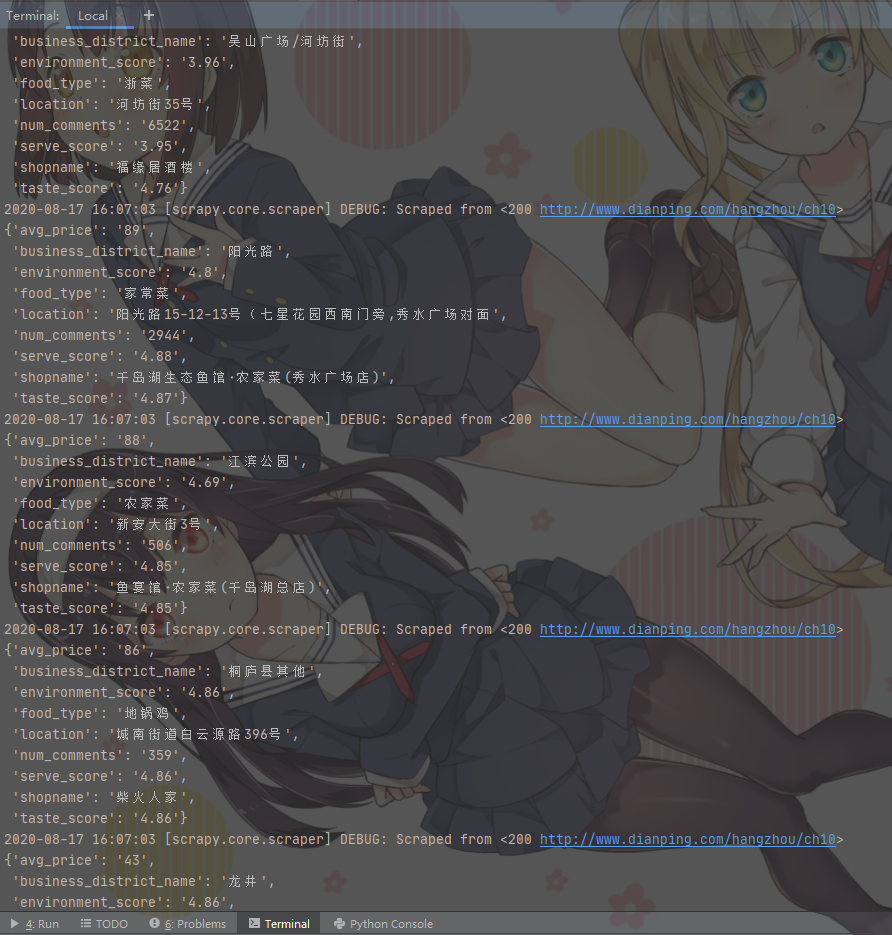 Terminal: Local × +
'business_district_name': '吴山广场/河坊街',
'environment_score': '3.96',
'food_type': '浙菜',
'location': '河坊街35号',
'num_comments': '6522',
'serve_score': '3.95',
'shopname': '福缘居酒楼',
'taste_score': '4.76'}
2020-08-17 16:07:03 [scrapy.core.scraper] DEBUG: Scraped from <200 http://www.dianping.com/hangzhou/ch10>
{'avg_price': '89',
'business_district_name': '阳光路',
'environment_score': '4.8',
'food_type': '家常菜',
'location': '阳光路15-12-13号（七星花园西南门旁,秀水广场对面',
'num_comments': '2944',
'serve_score': '4.88',
'shopname': '千岛湖生态鱼馆·农家菜(秀水广场店)',
'taste_score': '4.87'}
2020-08-17 16:07:03 [scrapy.core.scraper] DEBUG: Scraped from <200 http://www.dianping.com/hangzhou/ch10>
{'avg_price': '88',
'business_district_name': '江滨公园',
'environment_score': '4.69',
'food_type': '农家菜',
'location': '新安大街3号',
'num_comments': '506',
'serve_score': '4.85',
'shopname': '鱼宴馆·农家菜(千岛湖总店)',
'taste_score': '4.85'}
2020-08-17 16:07:03 [scrapy.core.scraper] DEBUG: Scraped from <200 http://www.dianping.com/hangzhou/ch10>
{'avg_price': '86',
'business_district_name': '桐庐县其他',
'environment_score': '4.86',
'food_type': '地锅鸡',
'location': '城南街道白云源路396号',
'num_comments': '359',
'serve_score': '4.86',
'shopname': '柴火人家',
'taste_score': '4.86'}
2020-08-17 16:07:03 [scrapy.core.scraper] DEBUG: Scraped from <200 http://www.dianping.com/hangzhou/ch10>
{'avg_price': '43',
'business_district_name': '龙井',
'environment_score': '4.86',
4: Run TODO 6: Problems Terminal Python Console